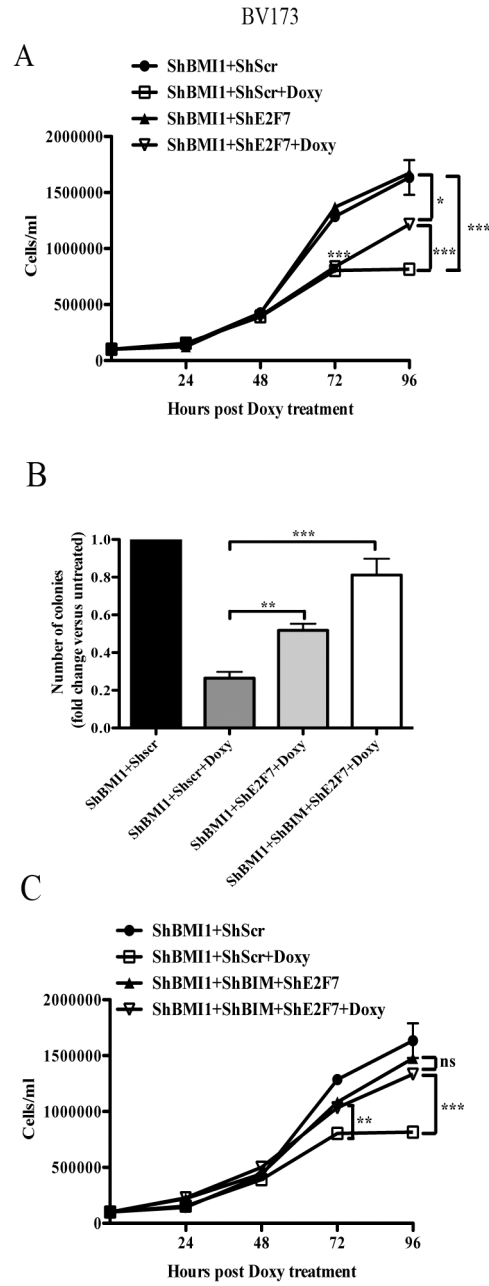 BV173
A
ShBMI1+ShScr
ShBMI1+ShScr+Doxy
ShBMI1+ShE2F7
ShBMI1+ShE2F7+Doxy
2000000
1500000
1000000
500000
0
Cells/ml
*
***
***
***
24 48 72 96
Hours post Doxy treatment
B
Number of colonies
(fold change versus untreated)
1.0
0.8
0.6
0.4
0.2
0.0
***
**
ShBMI1+Shscr
ShBMI1+Shscr+Doxy
ShBMI1+ShE2F7+Doxy
ShBMI1+ShBIM+ShE2F7+Doxy
C
ShBMI1+ShScr
ShBMI1+ShScr+Doxy
ShBMI1+ShBIM+ShE2F7
ShBMI1+ShBIM+ShE2F7+Doxy
2000000
1500000
1000000
500000
0
Cells/ml
ns
**
***
24 48 72 96
Hours post Doxy treatment